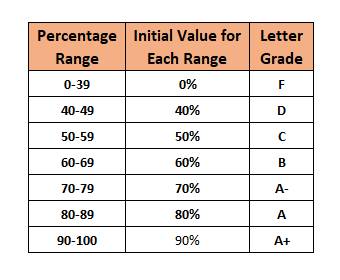 Percentage Range Initial Value for Each Range Letter Grade
0-39 0% F
40-49 40% D
50-59 50% C
60-69 60% B
70-79 70% A-
80-89 80% A
90-100 90% A+